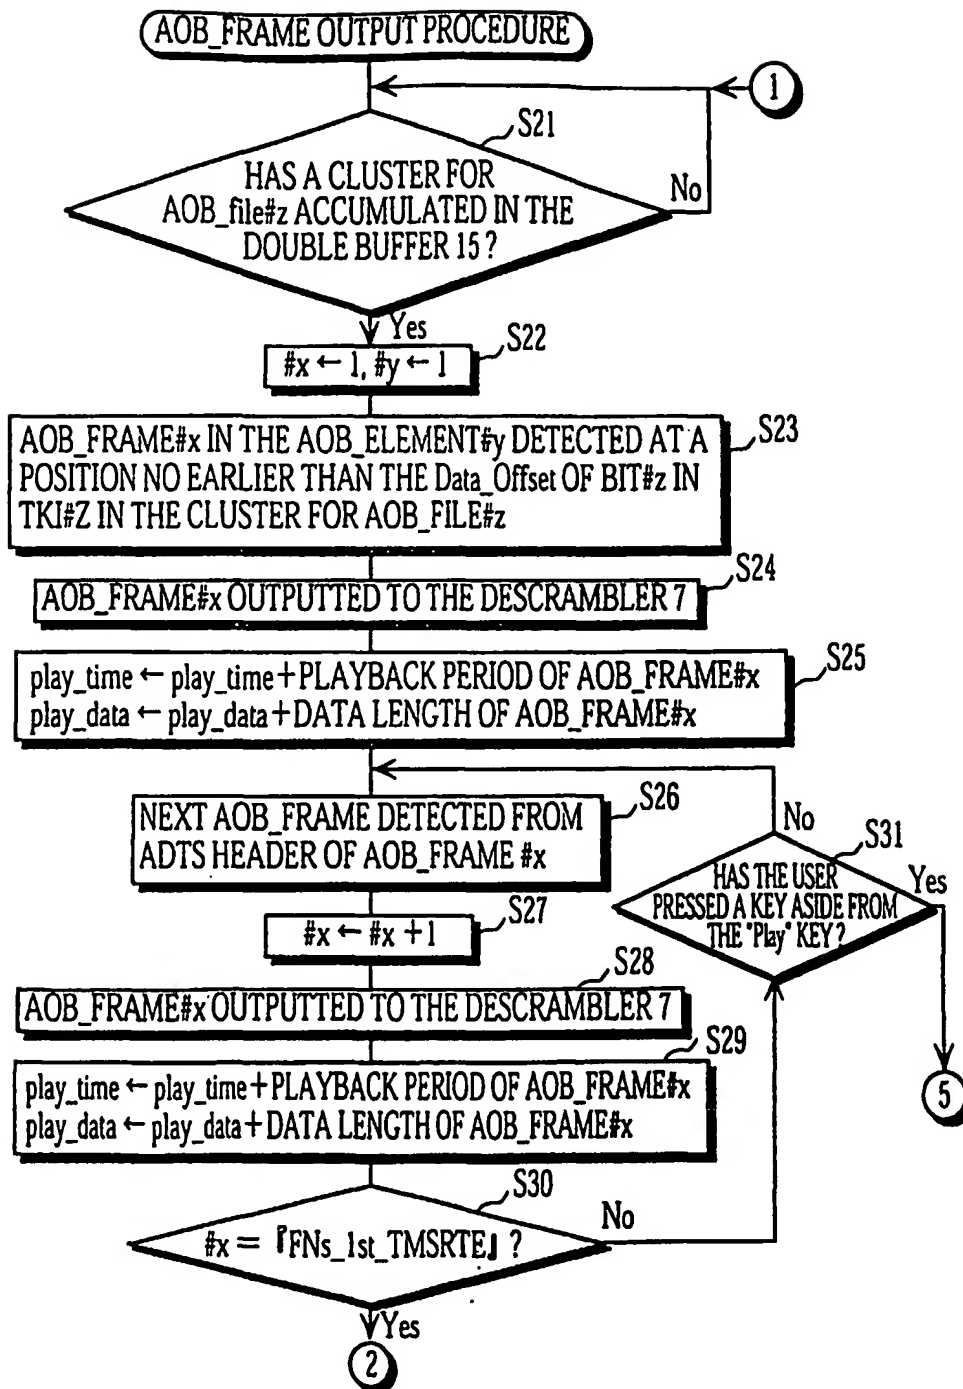 AOB_FRAME OUTPUT PROCEDURE
1
S21
HAS A CLUSTER FOR
AOB_file#z ACCUMULATED IN THE
DOUBLE BUFFER 15 ?
No
Yes
S22
#x ← 1, #y ← 1
S23
AOB_FRAME#x IN THE AOB_ELEMENT#y DETECTED AT A
POSITION NO EARLIER THAN THE Data_Offset OF BIT#z IN
TKI#Z IN THE CLUSTER FOR AOB_FILE#z
S24
AOB_FRAME#x OUTPUTTED TO THE DESCRAMBLER 7
S25
play_time ← play_time+PLAYBACK PERIOD OF AOB_FRAME#x
play_data ← play_data+DATA LENGTH OF AOB_FRAME#x
S26
NEXT AOB_FRAME DETECTED FROM
ADTS HEADER OF AOB_FRAME #x
No
S31
HAS THE USER
PRESSED A KEY ASIDE FROM
THE "Play" KEY ?
Yes
5
S27
#x ← #x +1
S28
AOB_FRAME#x OUTPUTTED TO THE DESCRAMBLER 7
S29
play_time ← play_time+PLAYBACK PERIOD OF AOB_FRAME#x
play_data ← play_data+DATA LENGTH OF AOB_FRAME#x
S30
#x = 『FNs_1st_TMSRTE』 ?
No
Yes
2